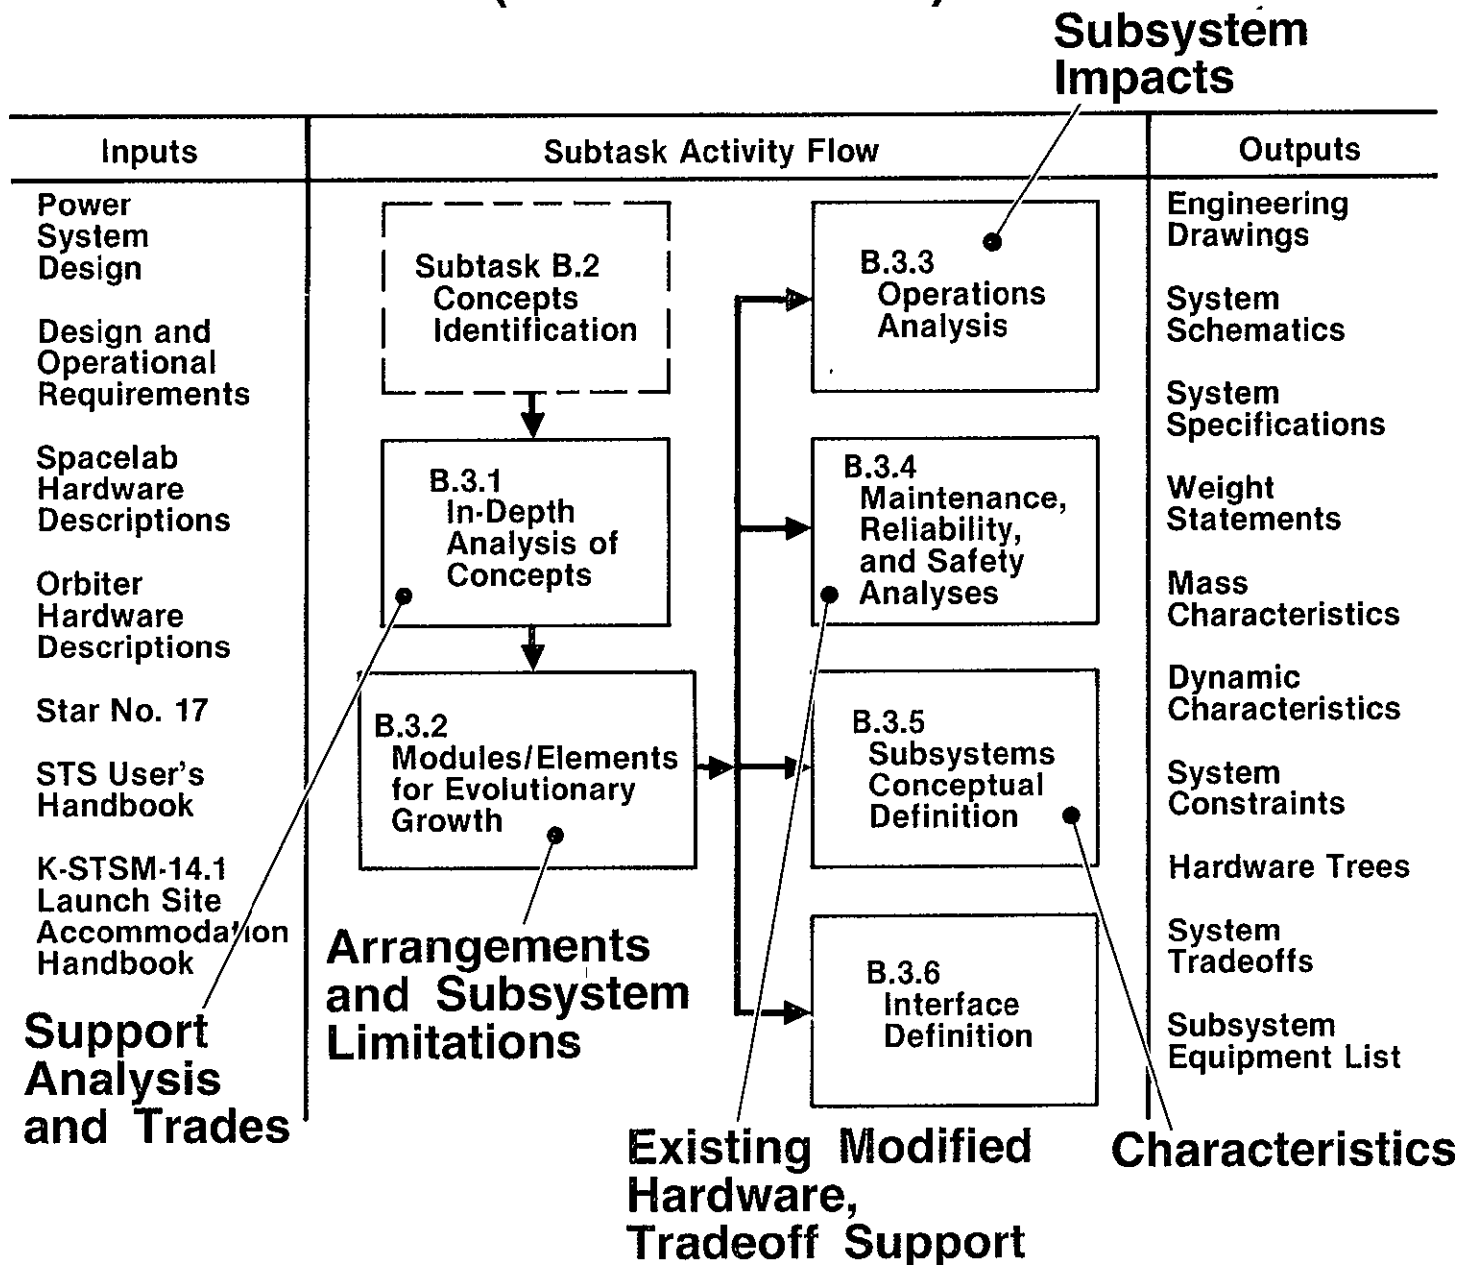 Subsystem
Impacts
Inputs
Subtask Activity Flow
Outputs
Power
System
Design
Design and
Operational
Requirements
Spacelab
Hardware
Descriptions
Orbiter
Hardware
Descriptions
Star No. 17
STS User's
Handbook
K-STSM-14.1
Launch Site
Accommodation
Handbook
Support
Analysis
and Trades
Subtask B.2
Concepts
Identification
B.3.1
In-Depth
Analysis of
Concepts
B.3.2
Modules/Elements
for Evolutionary
Growth
Arrangements
and Subsystem
Limitations
B.3.3
Operations
Analysis
B.3.4
Maintenance,
Reliability,
and Safety
Analyses
B.3.5
Subsystems
Conceptual
Definition
B.3.6
Interface
Definition
Existing Modified
Hardware,
Tradeoff Support
Engineering
Drawings
System
Schematics
System
Specifications
Weight
Statements
Mass
Characteristics
Dynamic
Characteristics
System
Constraints
Hardware Trees
System
Tradeoffs
Subsystem
Equipment List
Characteristics